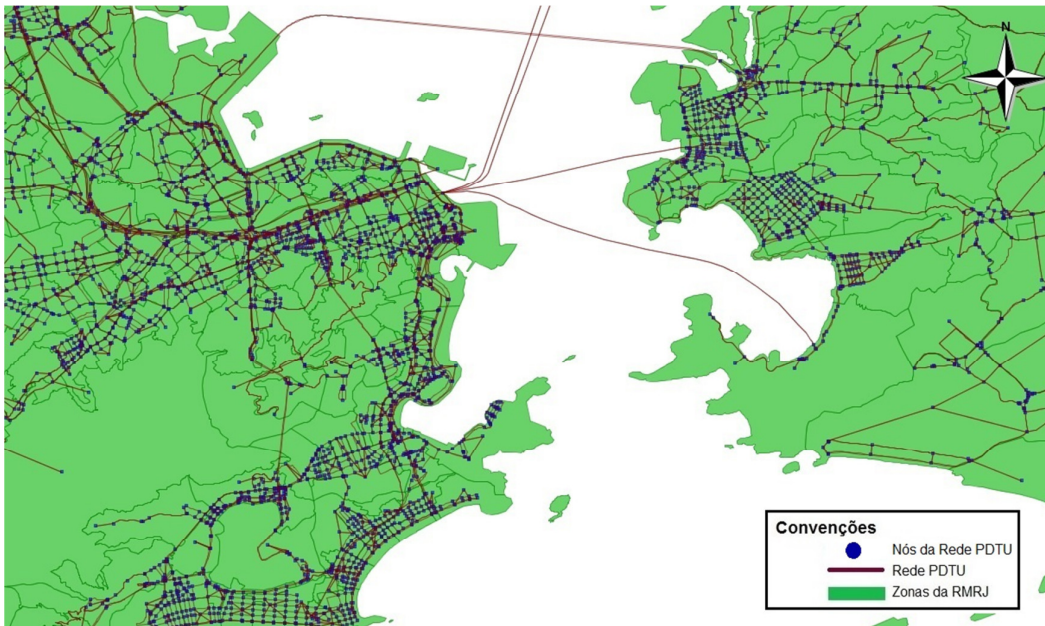 N
Convenções
Nós da Rede PDTU
Rede PDTU
Zonas da RMRJ